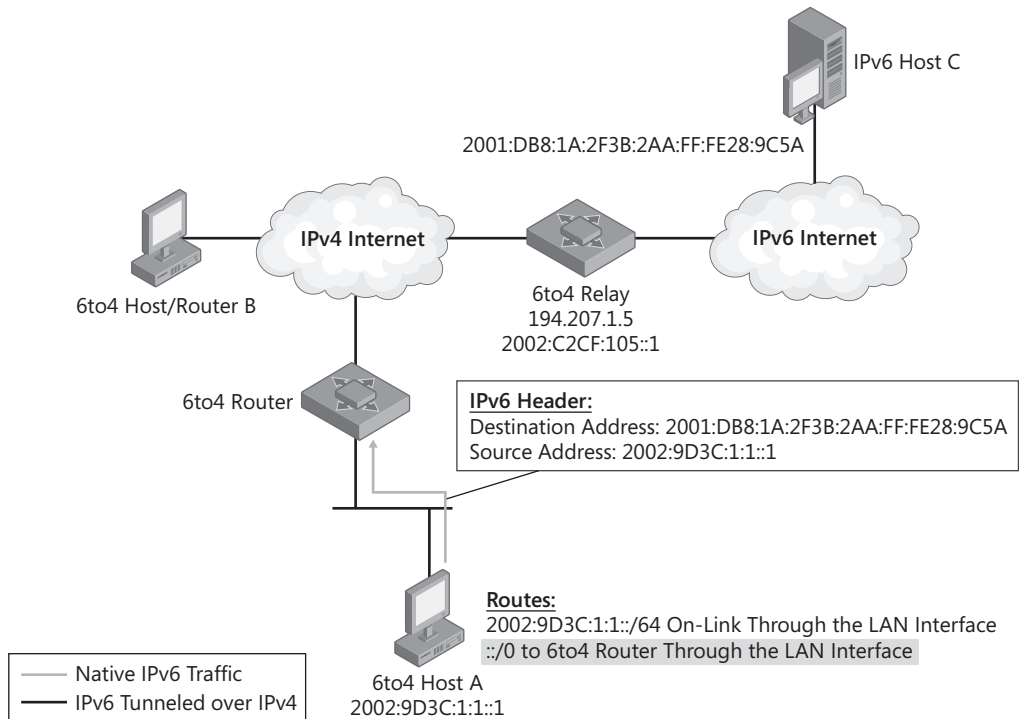 IPv6 Host C
2001:DB8:1A:2F3B:2AA:FF:FE28:9C5A
IPv4 Internet
IPv6 Internet
6to4 Host/Router B
6to4 Relay
194.207.1.5
2002:C2CF:105::1
6to4 Router
IPv6 Header:
Destination Address: 2001:DB8:1A:2F3B:2AA:FF:FE28:9C5A
Source Address: 2002:9D3C:1:1::1
Routes:
2002:9D3C:1:1::/64 On-Link Through the LAN Interface
::/0 to 6to4 Router Through the LAN Interface
6to4 Host A
2002:9D3C:1:1::1
Native IPv6 Traffic
IPv6 Tunneled over IPv4